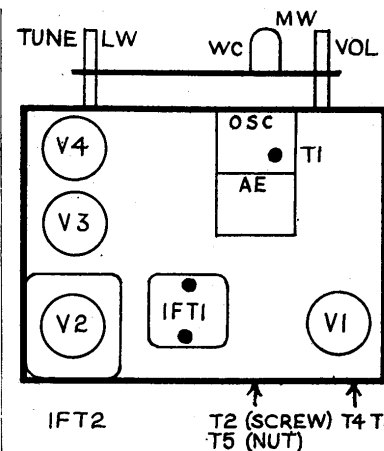 MW
TUNE LW WC VOL
OSC
V4 T1
AE
V3
V2 IFT1 V1
IFT2 T2 (SCREW) T4 T
T5 (NUT)